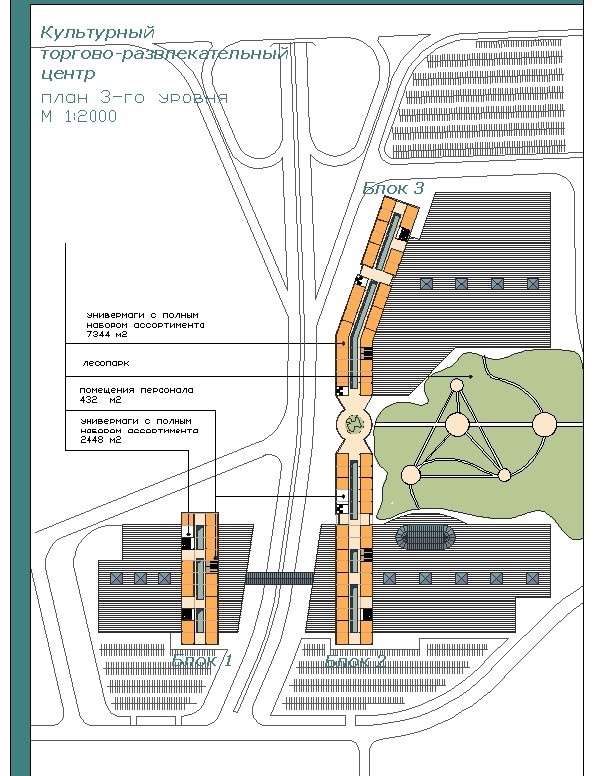 Культурный
торгово-развлекательный
центр
план 3-го уровня
М 1:2000
Блок 3
Универмаги с полным
набором ассортимента
7344 м2
лесопарк
помещения персонала
432 м2
Универмаги с полным
набором ассортимента
2448 м2
Блок 1
Блок 2